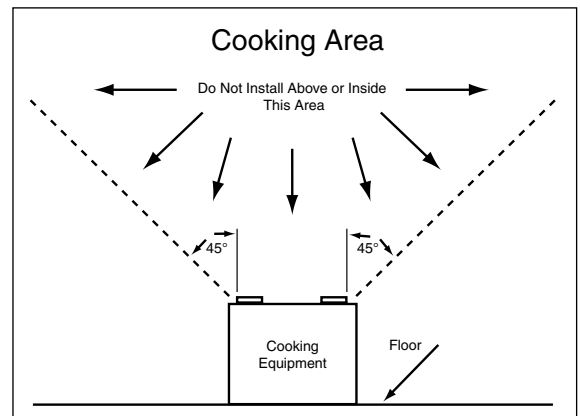 Cooking Area
Do Not Install Above or Inside
This Area
45°
45°
Cooking
Equipment
Floor